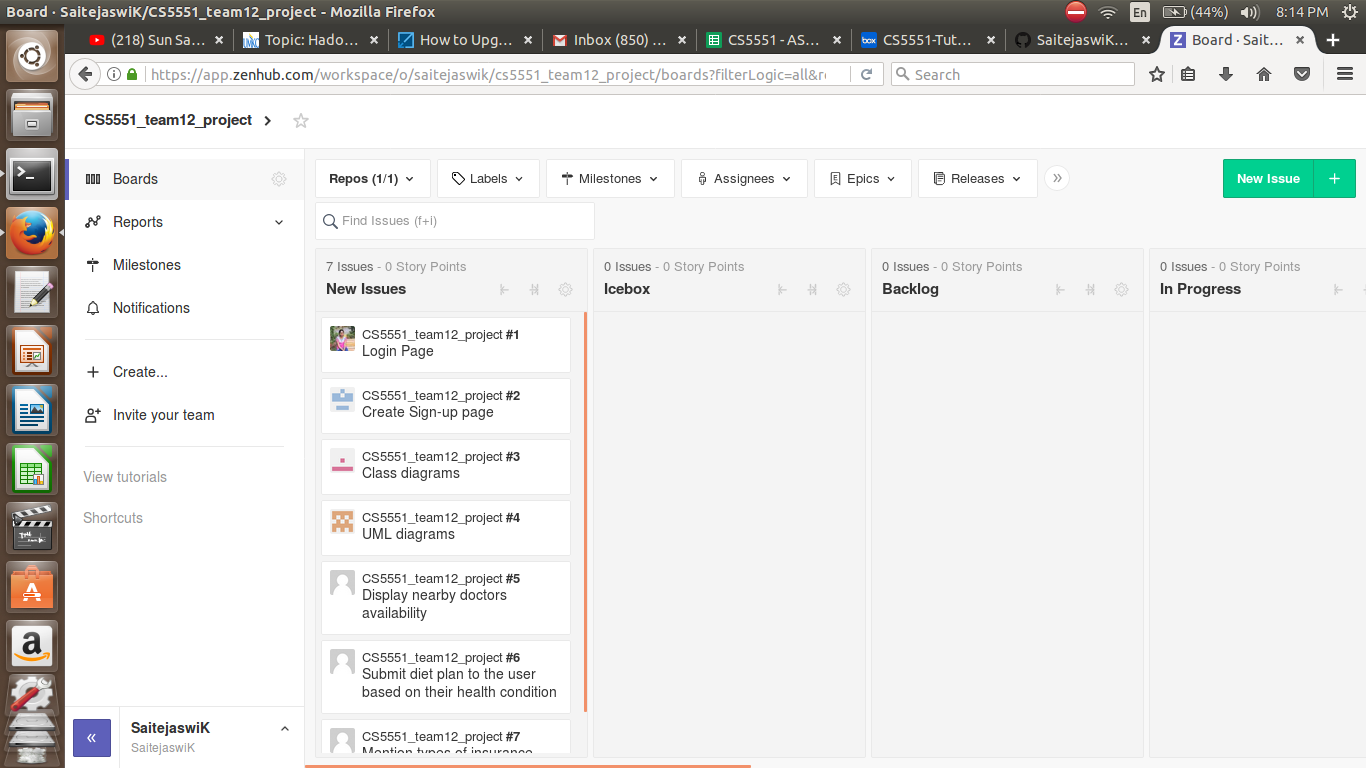 Board · SaitejaswiK/CS5551_team12_project - Mozilla Firefox
En
(44%)
8:14 PM
(218) Sun Sa...
Topic: Hado...
How to Upg...
Inbox (850) ...
CS5551 - AS...
box
CS5551-Tut...
SaitejaswiK...
Z
Board · Sait...
https://app.zenhub.com/workspace/o/saitejaswik/cs5551_team12_project/boards?filterLogic=all&re
Search
CS5551_team12_project
Boards
Reports
Milestones
Notifications
Create...
Invite your team
View tutorials
Shortcuts
SaitejaswiK
SaitejaswiK
Repos (1/1)
Labels
Milestones
Assignees
Epics
Releases
New Issue
Find Issues (f+i)
7 Issues - 0 Story Points
New Issues
CS5551_team12_project #1
Login Page
CS5551_team12_project #2
Create Sign-up page
CS5551_team12_project #3
Class diagrams
CS5551_team12_project #4
UML diagrams
CS5551_team12_project #5
Display nearby doctors
availability
CS5551_team12_project #6
Submit diet plan to the user
based on their health condition
CS5551_team12_project #7
Mention types of insurance
0 Issues - 0 Story Points
Icebox
0 Issues - 0 Story Points
Backlog
0 Issues - 0 Story Points
In Progress